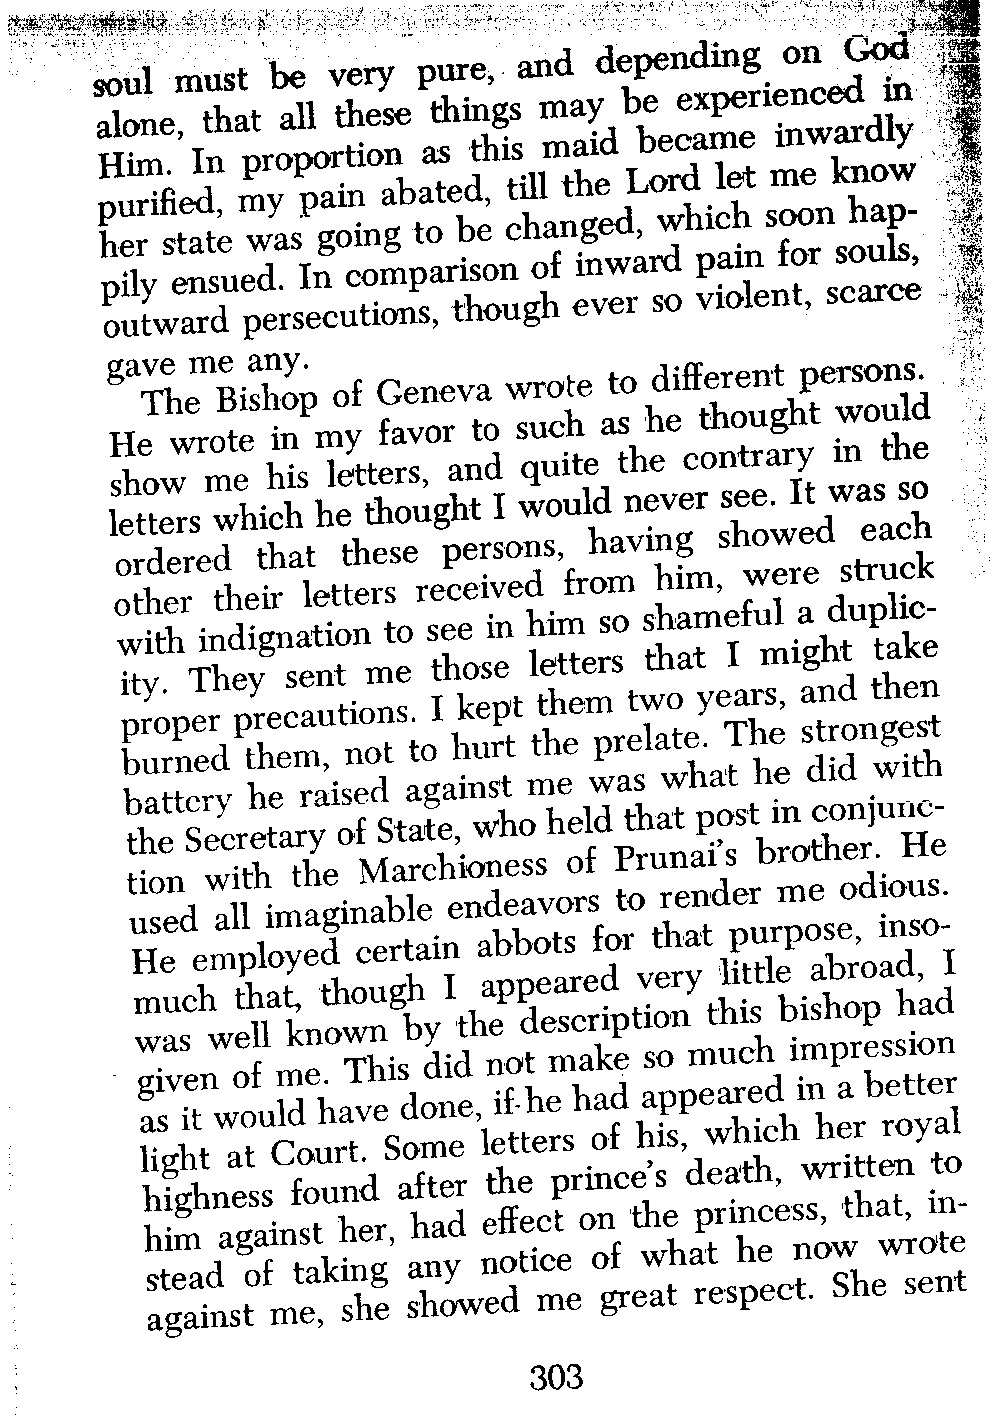 soul must be very pure, and depending on God
alone, that all these things may be experienced in
Him. In proportion as this maid became inwardly
purified, my pain abated, till the Lord let me know
her state was going to be changed, which soon hap-
pily ensued. In comparison of inward pain for souls,
outward persecutions, though ever so violent, scarce
gave me any.
The Bishop of Geneva wrote to different persons.
He wrote in my favor to such as he thought would
show me his letters, and quite the contrary in the
letters which he thought I would never see. It was so
ordered that these persons, having showed each
other their letters received from him, were struck
with indignation to see in him so shameful a duplic-
ity. They sent me those letters that I might take
proper precautions. I kept them two years, and then
burned them, not to hurt the prelate. The strongest
battery he raised against me was what he did with
the Secretary of State, who held that post in conjunc-
tion with the Marchioness of Prunai's brother. He
used all imaginable endeavors to render me odious.
He employed certain abbots for that purpose, inso-
much that, though I appeared very little abroad, I
was well known by the description this bishop had
given of me. This did not make so much impression
as it would have done, if he had appeared in a better
light at Court. Some letters of his, which her royal
highness found after the prince's death, written to
him against her, had effect on the princess, that, in-
stead of taking any notice of what he now wrote
against me, she showed me great respect. She sent
303